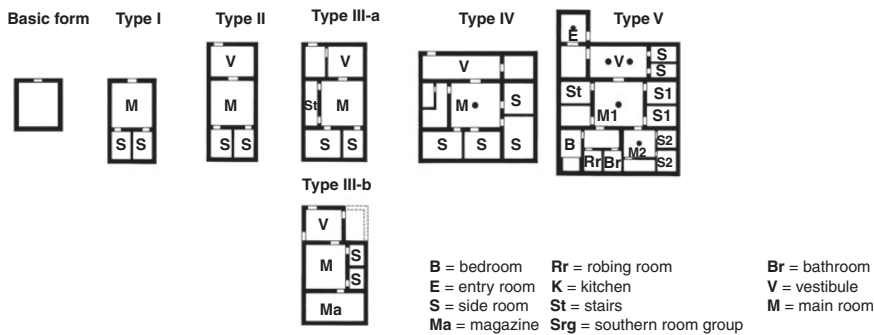 Basic form Type I Type II Type III-a Type IV Type V
E
V V V V S
S
St S1
M M St M M S M1 S1
B M2 S2
S S S S S S S S Rr Br S2
Type III-b
V
M S
S
Ma
B = bedroom Rr = robing room Br = bathroom
E = entry room K = kitchen V = vestibule
S = side room St = stairs M = main room
Ma = magazine Srg = southern room group